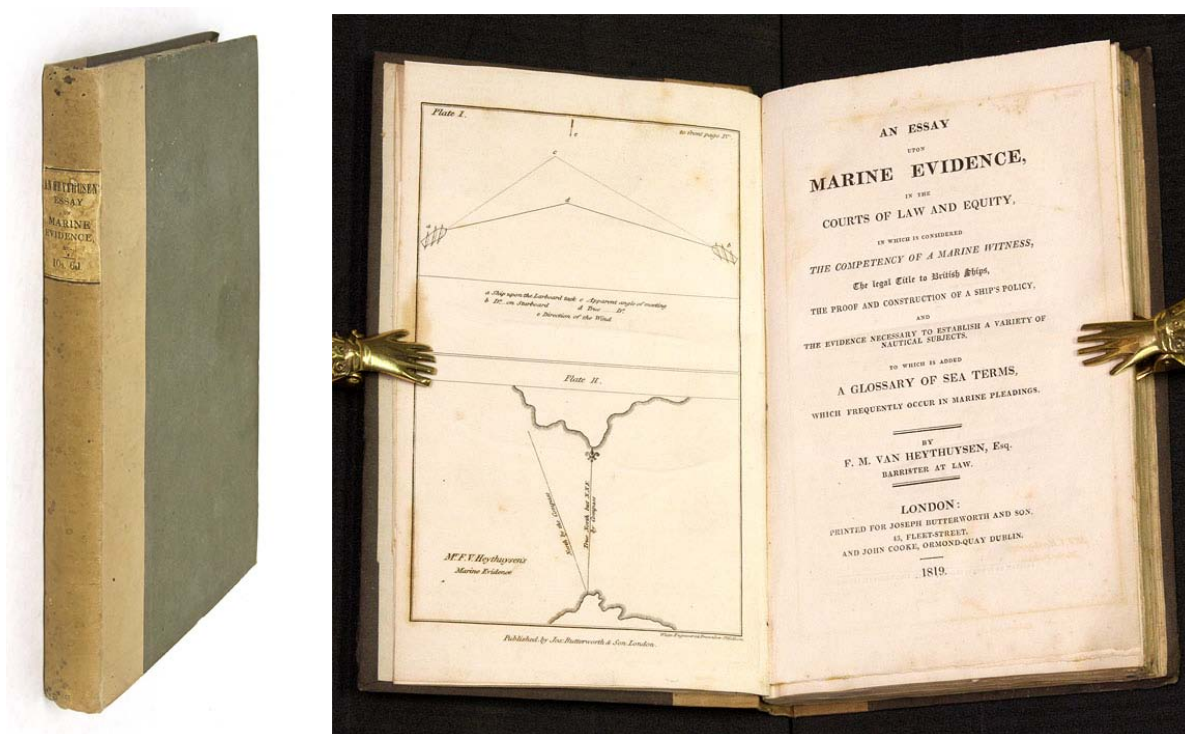 AN HEYTHUSEN
ESSAY
MARINE
EVIDENCE,
10s 6d
Plate I.
to front page
e
c
d
a
b
a Ship upon the Larboard tack c Apparent angle of meeting
b Do. on Starboard d True Do.
e Direction of the Wind
Plate II.
North by the Compass
True North but N.N.E.
by Compass
Mr. F.V. Heythuysen's
Marine Evidence
Published by Jos. Butterworth & Son. London.
AN ESSAY
UPON
MARINE EVIDENCE,
IN THE
COURTS OF LAW AND EQUITY,
IN WHICH IS CONSIDERED
THE COMPETENCY OF A MARINE WITNESS,
The legal Title to British Ships,
THE PROOF AND CONSTRUCTION OF A SHIP'S POLICY,
AND
THE EVIDENCE NECESSARY TO ESTABLISH A VARIETY OF
NAUTICAL SUBJECTS.
TO WHICH IS ADDED
A GLOSSARY OF SEA TERMS,
WHICH FREQUENTLY OCCUR IN MARINE PLEADINGS.
BY
F. M. VAN HEYTHUYSEN, Esq.
BARRISTER AT LAW.
LONDON:
PRINTED FOR JOSEPH BUTTERWORTH AND SON,
43, FLEET-STREET,
AND JOHN COOKE, ORMOND-QUAY DUBLIN.
1819.